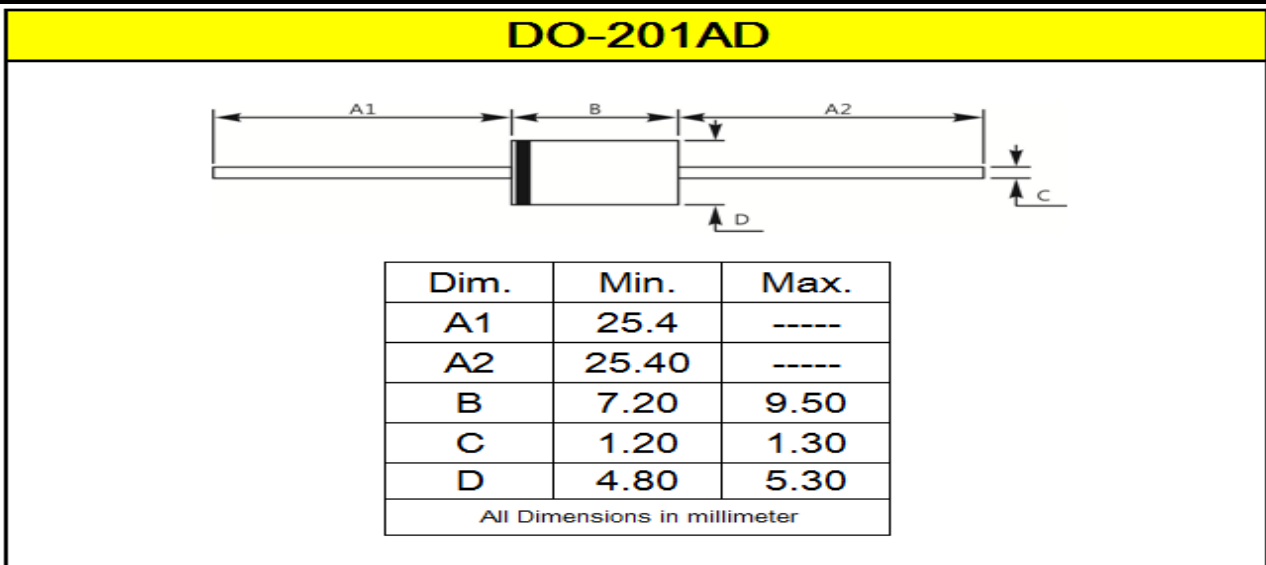 DO-201AD
A1 B A2
C
D
Dim. Min. Max.
A1 25.4 -----
A2 25.40 -----
B 7.20 9.50
C 1.20 1.30
D 4.80 5.30
All Dimensions in millimeter